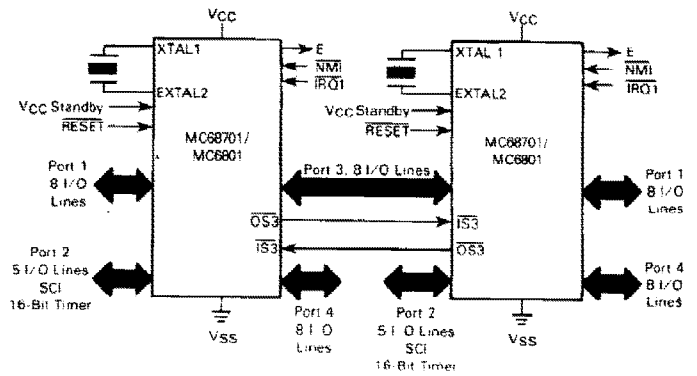 VCC
XTAL1
EXTAL2
VCC Standby
RESET
MC68701/
MC6801
E
NMI
IRQ1
Port 1
8 I/O
Lines
Port 2
5 I/O Lines
SCI
16-Bit Timer
Port 3, 8 I/O Lines
OS3
IS3
Port 4
8 I/O
Lines
VSS
VCC
XTAL 1
EXTAL2
VCC Standby
RESET
MC68701/
MC6801
E
NMI
IRQ1
Port 1
8 I/O
Lines
IS3
OS3
Port 2
5 I/O Lines
SCI
16-Bit Timer
Port 4
8 I/O
Lines
VSS